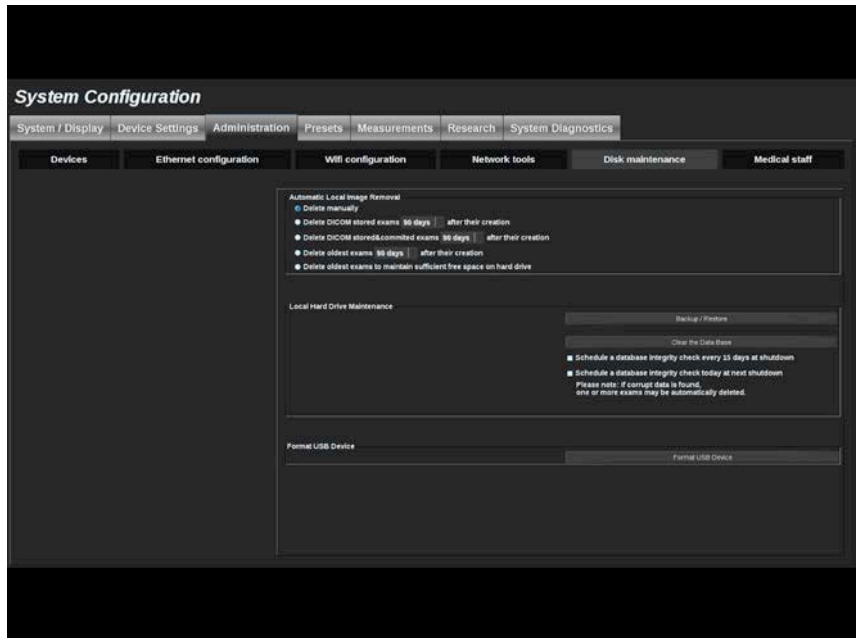 System Configuration
System / Display Device Settings Administration Presets Measurements Research System Diagnostics
Devices Ethernet configuration Wifi configuration Network tools Disk maintenance Medical staff
Automatic Local Image Removal
Delete manually
Delete DICOM stored exams 90 days after their creation
Delete DICOM stored&commited exams 90 days after their creation
Delete oldest exams 90 days after their creation
Delete oldest exams to maintain sufficient free space on hard drive
Local Hard Drive Maintenance
Backup / Restore
Clear the Data Base
Schedule a database integrity check every 15 days at shutdown
Schedule a database integrity check today at next shutdown
Please note: if corrupt data is found,
one or more exams may be automatically deleted.
Format USB Device
Format USB Device